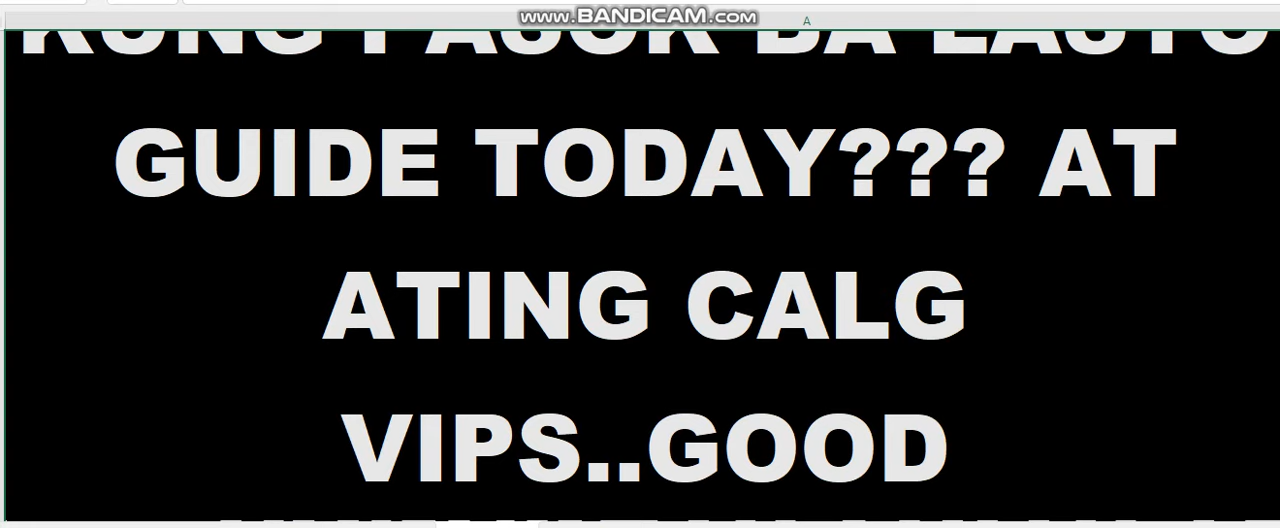 www.BANDICAM.com
A
GUIDE TODAY??? AT
ATING CALG
VIPS..GOOD